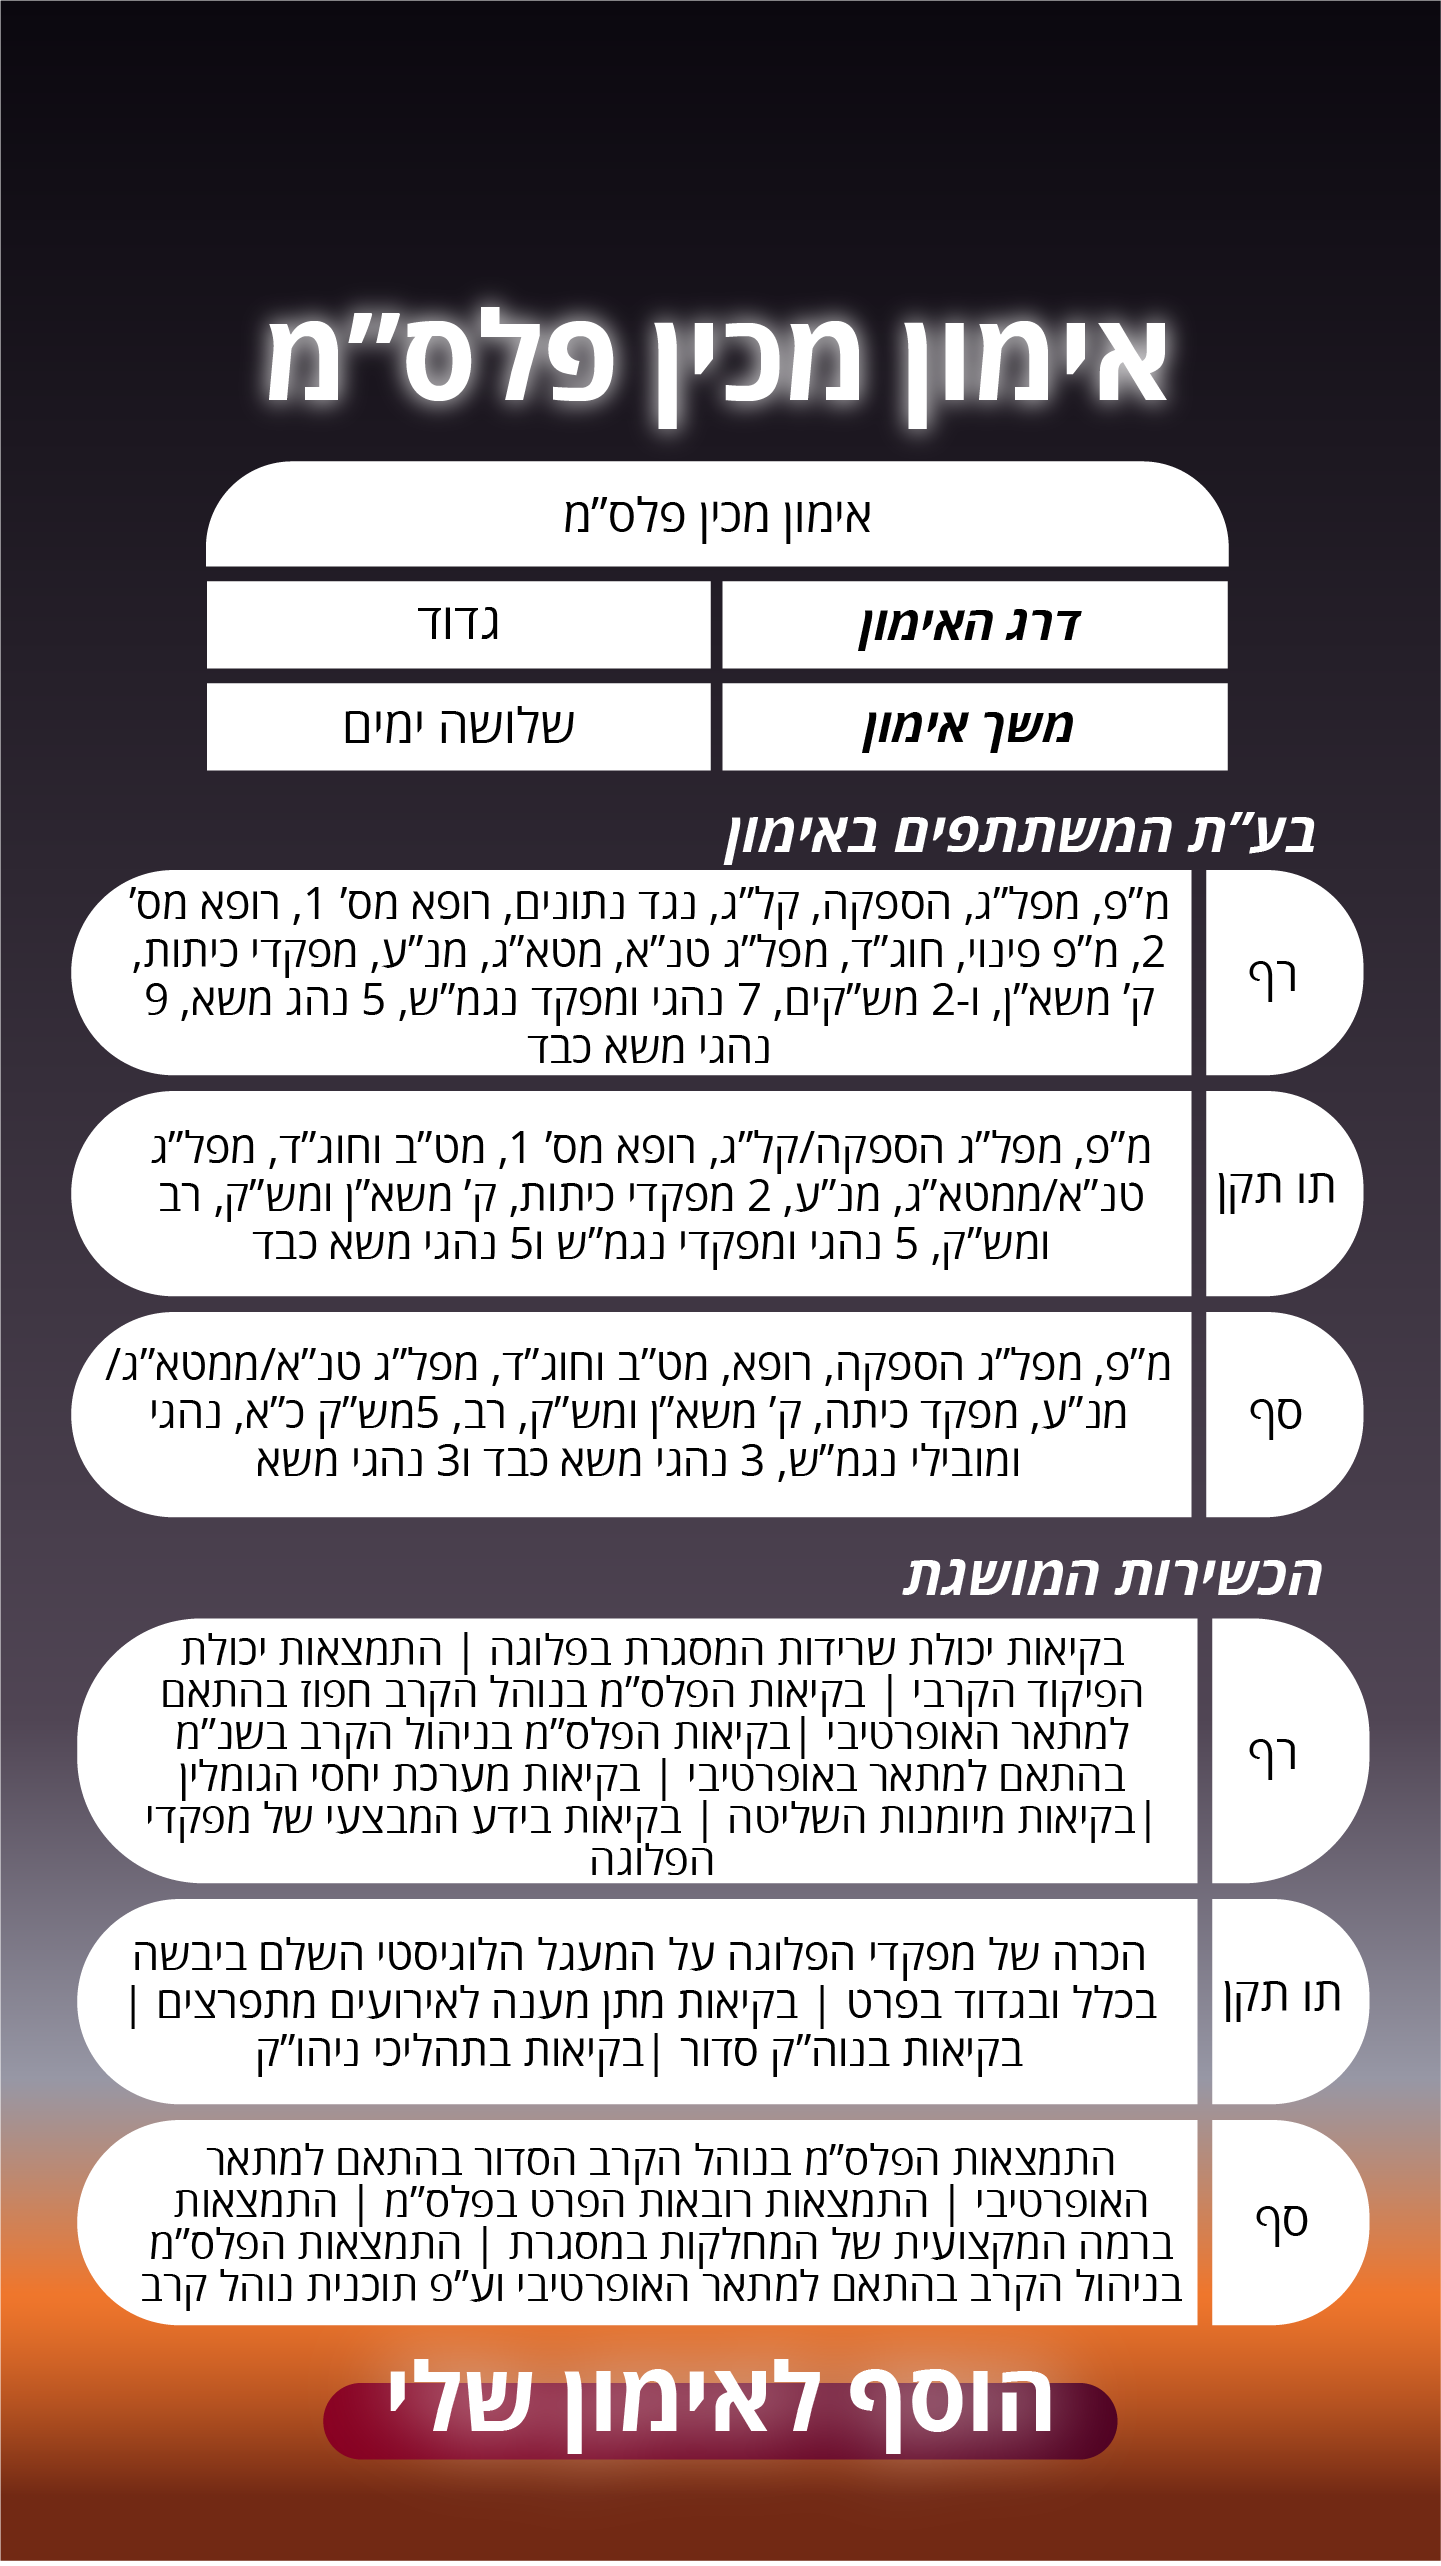 אימון מכין פלס״מ
אימון מכין פלס״מ
דרג האימון
גדוד
משך אימון
שלושה ימים
בע״ת המשתתפים באימון
רף
מ״פ, מפל״ג, הספקה, קל״ג, נגד נתונים, רופא מס׳ 1, רופא מס׳
2, מ״פ פינוי, חוג״ד, מפל״ג טנ״א, מטא״ג, מנ״ע, מפקדי כיתות,
ק׳ משא״ן, ו-2 מש״קים, 7 נהגי ומפקד נגמ״ש, 5 נהג משא, 9
נהגי משא כבד
תו תקן
מ״פ, מפל״ג הספקה/קל״ג, רופא מס׳ 1, מט״ב וחוג״ד, מפל״ג
טנ״א/ממטא״ג, מנ״ע, 2 מפקדי כיתות, ק׳ משא״ן ומש״ק, רב
ומש״ק, 5 נהגי ומפקדי נגמ״ש ו5 נהגי משא כבד
סף
מ״פ, מפל״ג הספקה, רופא, מט״ב וחוג״ד, מפל״ג טנ״א/ממטא״ג/
מנ״ע, מפקד כיתה, ק׳ משא״ן ומש״ק, רב, 5מש״ק כ״א, נהגי
ומובילי נגמ״ש, 3 נהגי משא כבד ו3 נהגי משא
הכשירות המושגת
רף
בקיאות יכולת שרידות המסגרת בפלוגה | התמצאות יכולת
הפיקוד הקרבי | בקיאות הפלס״מ בנוהל הקרב חפוז בהתאם
למתאר האופרטיבי |בקיאות הפלס״מ בניהול הקרב בשנ״מ
בהתאם למתאר באופרטיבי | בקיאות מערכת יחסי הגומלין
|בקיאות מיומנות השליטה | בקיאות בידע המבצעי של מפקדי
הפלוגה
תו תקן
הכרה של מפקדי הפלוגה על המעגל הלוגיסטי השלם ביבשה
בכלל ובגדוד בפרט | בקיאות מתן מענה לאירועים מתפרצים |
בקיאות בנוה״ק סדור |בקיאות בתהליכי ניהו״ק
סף
התמצאות הפלס״מ בנוהל הקרב הסדור בהתאם למתאר
האופרטיבי | התמצאות רובאות הפרט בפלס״מ | התמצאות
ברמה המקצועית של המחלקות במסגרת | התמצאות הפלס״מ
בניהול הקרב בהתאם למתאר האופרטיבי וע״פ תוכנית נוהל קרב
הוסף לאימון שלי